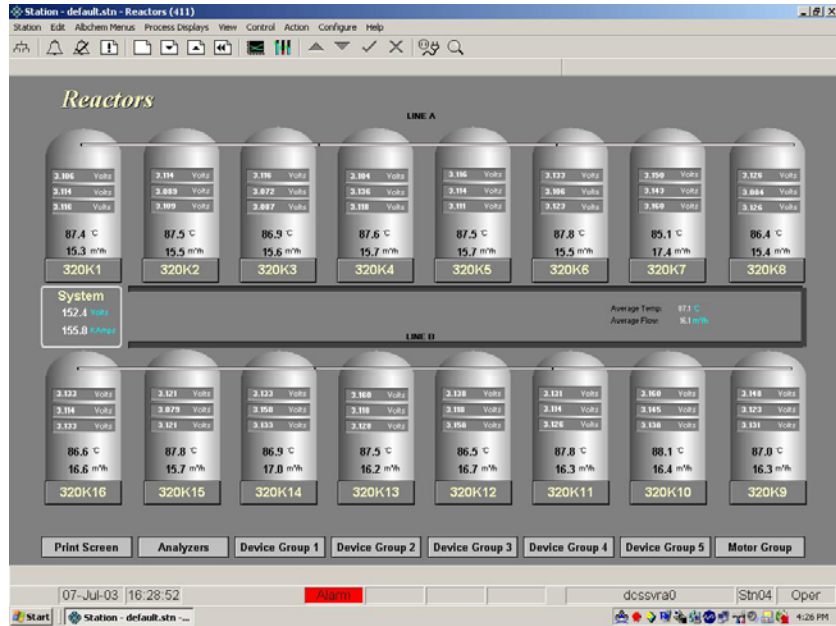 Station - default.stn - Reactors (411)
Station Edit Albchem Menus Process Displays View Control Action Configure Help
Reactors
LINE A
3.106 Volts 3.114 Volts 3.116 Volts 3.104 Volts 3.116 Volts 3.133 Volts 3.150 Volts 3.126 Volts
3.114 Volts 3.089 Volts 3.072 Volts 3.136 Volts 3.114 Volts 3.106 Volts 3.143 Volts 3.084 Volts
3.116 Volts 3.109 Volts 3.087 Volts 3.118 Volts 3.111 Volts 3.123 Volts 3.160 Volts 3.126 Volts
87.4 °C 87.5 °C 86.9 °C 87.6 °C 87.5 °C 87.8 °C 85.1 °C 86.4 °C
15.3 m³/h 15.5 m³/h 15.6 m³/h 15.7 m³/h 15.7 m³/h 15.5 m³/h 17.4 m³/h 15.4 m³/h
320K1 320K2 320K3 320K4 320K5 320K6 320K7 320K8
System
152.4 Volts
155.8 KAmps
Average Temp: 87.1 °C
Average Flow: 16.1 m³/h
LINE B
3.133 Volts 3.121 Volts 3.133 Volts 3.160 Volts 3.138 Volts 3.131 Volts 3.160 Volts 3.148 Volts
3.114 Volts 3.079 Volts 3.158 Volts 3.118 Volts 3.118 Volts 3.114 Volts 3.145 Volts 3.123 Volts
3.133 Volts 3.121 Volts 3.133 Volts 3.128 Volts 3.150 Volts 3.126 Volts 3.138 Volts 3.131 Volts
86.6 °C 87.8 °C 86.9 °C 87.5 °C 86.5 °C 87.8 °C 88.1 °C 87.0 °C
16.6 m³/h 15.7 m³/h 17.0 m³/h 16.2 m³/h 16.7 m³/h 16.3 m³/h 16.4 m³/h 16.3 m³/h
320K16 320K15 320K14 320K13 320K12 320K11 320K10 320K9
Print Screen Analyzers Device Group 1 Device Group 2 Device Group 3 Device Group 4 Device Group 5 Motor Group
07-Jul-03 16:28:52 Alarm dcssvra0 Stn04 Oper
Start Station - default.stn -... 4:26 PM